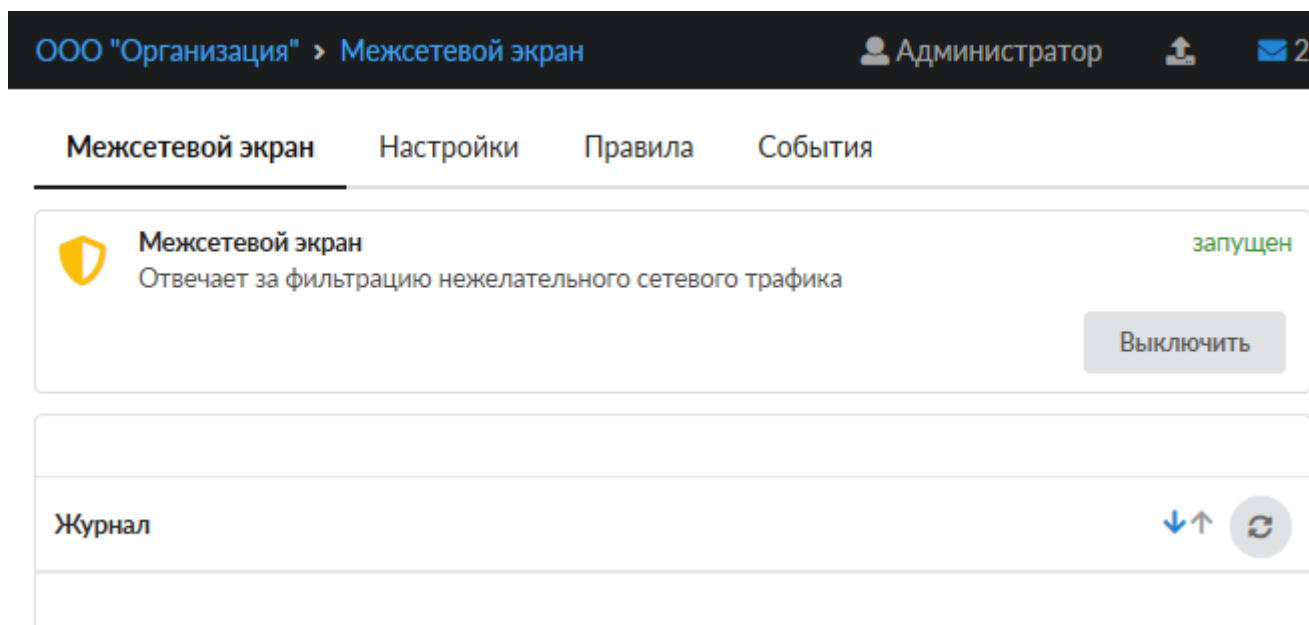 ООО "Организация" > Межсетевой экран Администратор 2
Межсетевой экран Настройки Правила События
Межсетевой экран запущен
Отвечает за фильтрацию нежелательного сетевого трафика
Выключить
Журнал